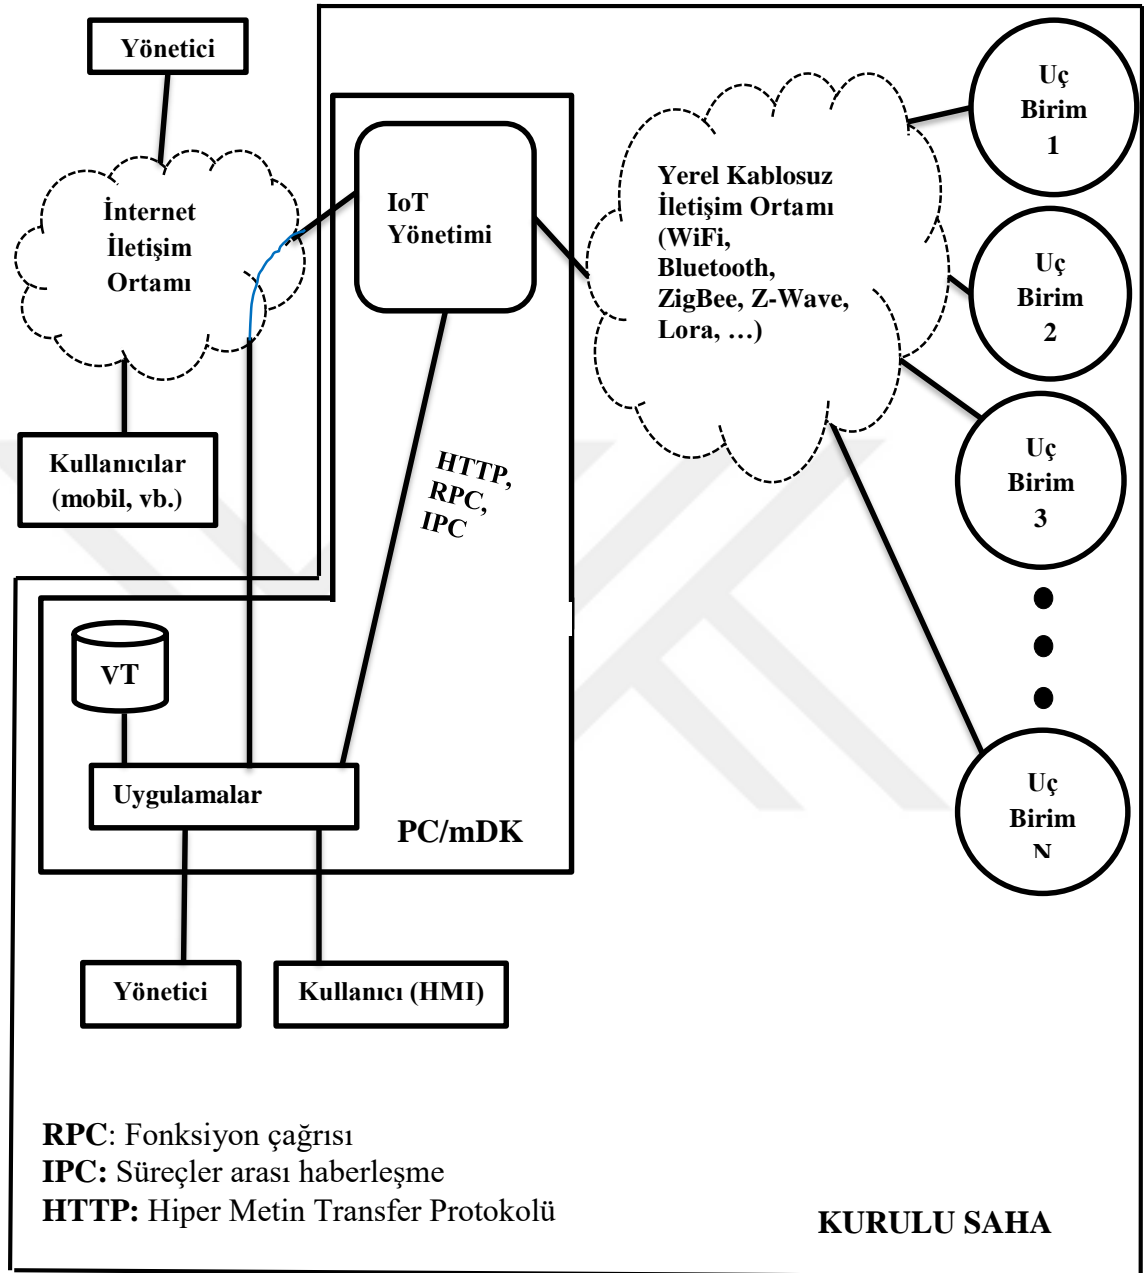 Yönetici
İnternet
İletişim
Ortamı
Kullanıcılar
(mobil, vb.)
IoT
Yönetimi
Yerel Kablosuz
İletişim Ortamı
(WiFi,
Bluetooth,
ZigBee, Z-Wave,
Lora, …)
Uç
Birim
1
Uç
Birim
2
Uç
Birim
3
Uç
Birim
N
HTTP,
RPC,
IPC
VT
Uygulamalar
PC/mDK
Yönetici
Kullanıcı (HMI)
RPC: Fonksiyon çağrısı
IPC: Süreçler arası haberleşme
HTTP: Hiper Metin Transfer Protokolü
KURULU SAHA